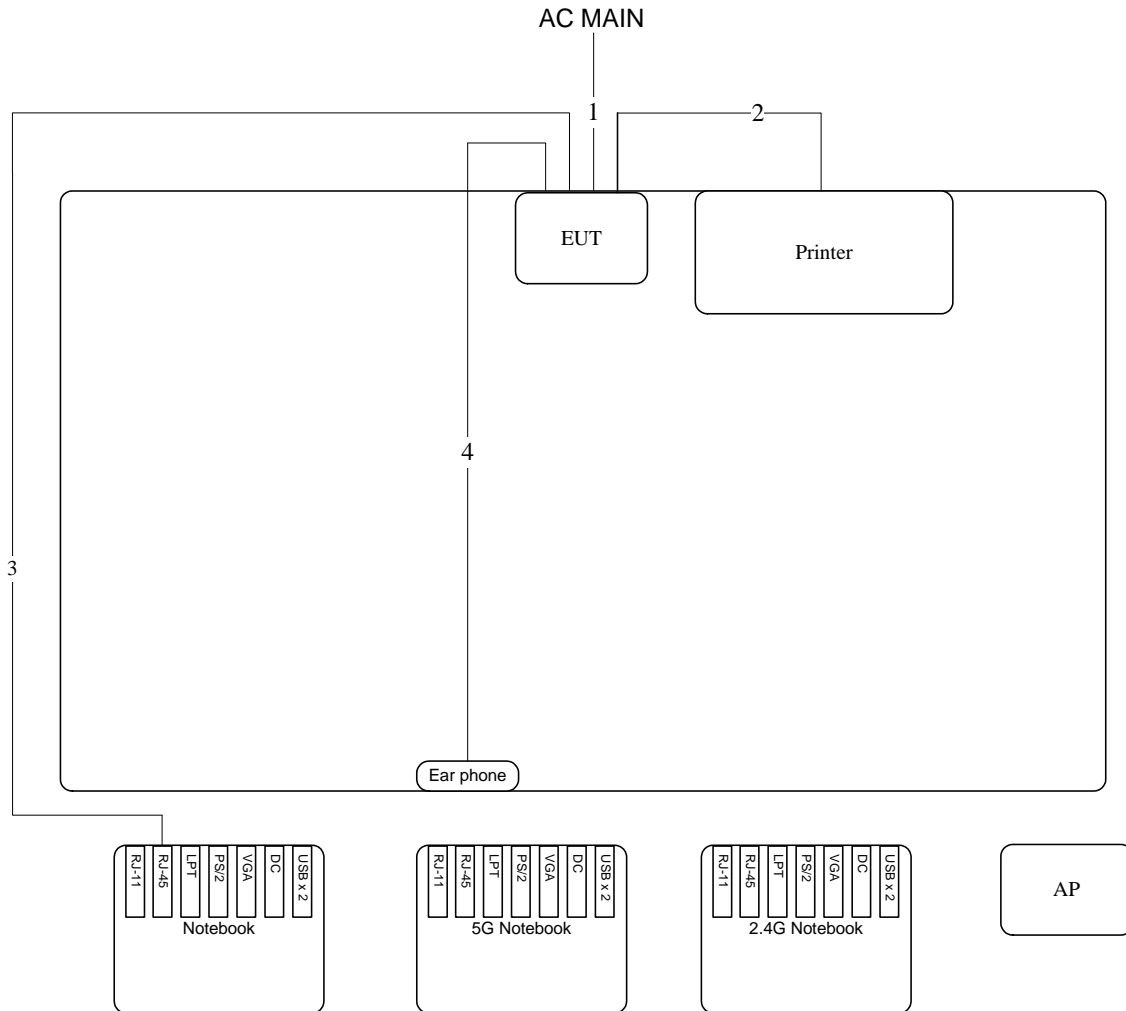 AC MAIN
1
2
EUT
Printer
4
3
Ear phone
RJ-11
RJ-45
LPT
PS/2
VGA
DC
USB x 2
Notebook
RJ-11
RJ-45
LPT
PS/2
VGA
DC
USB x 2
5G Notebook
RJ-11
RJ-45
LPT
PS/2
VGA
DC
USB x 2
2.4G Notebook
AP